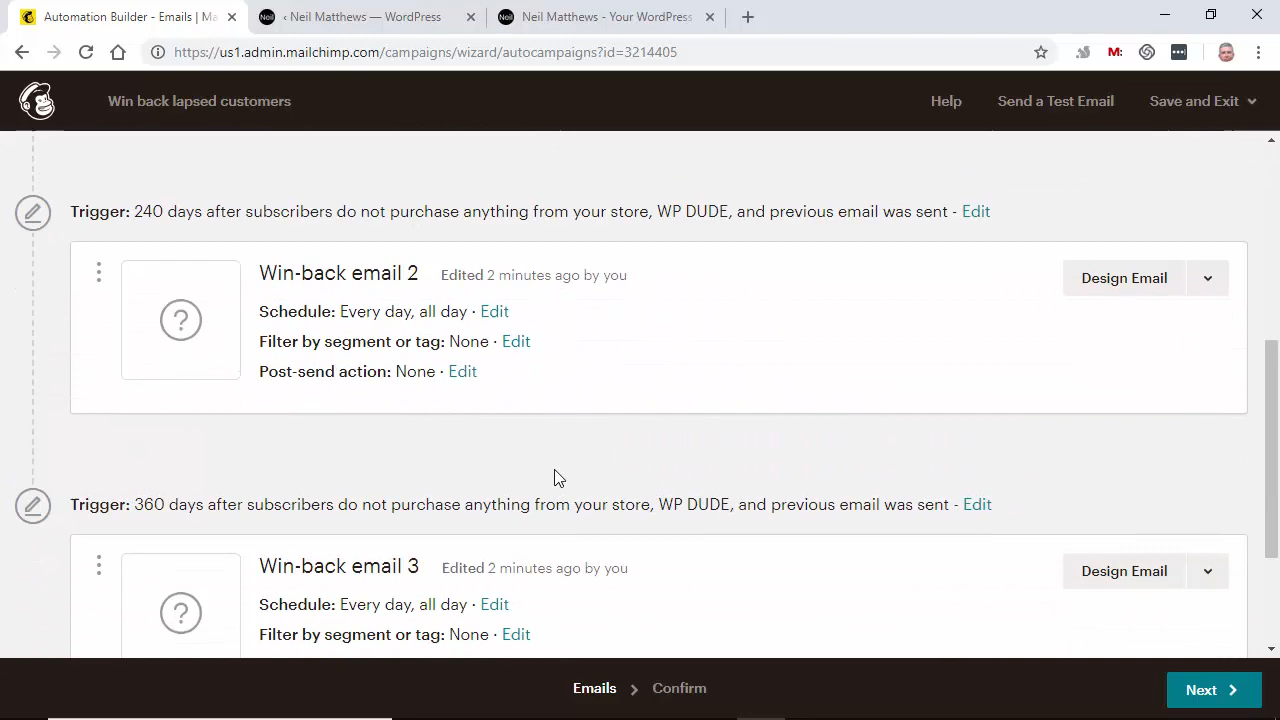 Automation Builder - Emails | Ma
Neil
‹ Neil Matthews — WordPress
Neil
Neil Matthews - Your WordPress
https://us1.admin.mailchimp.com/campaigns/wizard/autocampaigns?id=3214405
M:
Win back lapsed customers
Help
Send a Test Email
Save and Exit
Trigger: 240 days after subscribers do not purchase anything from your store, WP DUDE, and previous email was sent - Edit
Win-back email 2 Edited 2 minutes ago by you
Design Email
?
Schedule: Every day, all day · Edit
Filter by segment or tag: None · Edit
Post-send action: None · Edit
Trigger: 360 days after subscribers do not purchase anything from your store, WP DUDE, and previous email was sent - Edit
Win-back email 3 Edited 2 minutes ago by you
Design Email
?
Schedule: Every day, all day · Edit
Filter by segment or tag: None · Edit
Emails
Confirm
Next